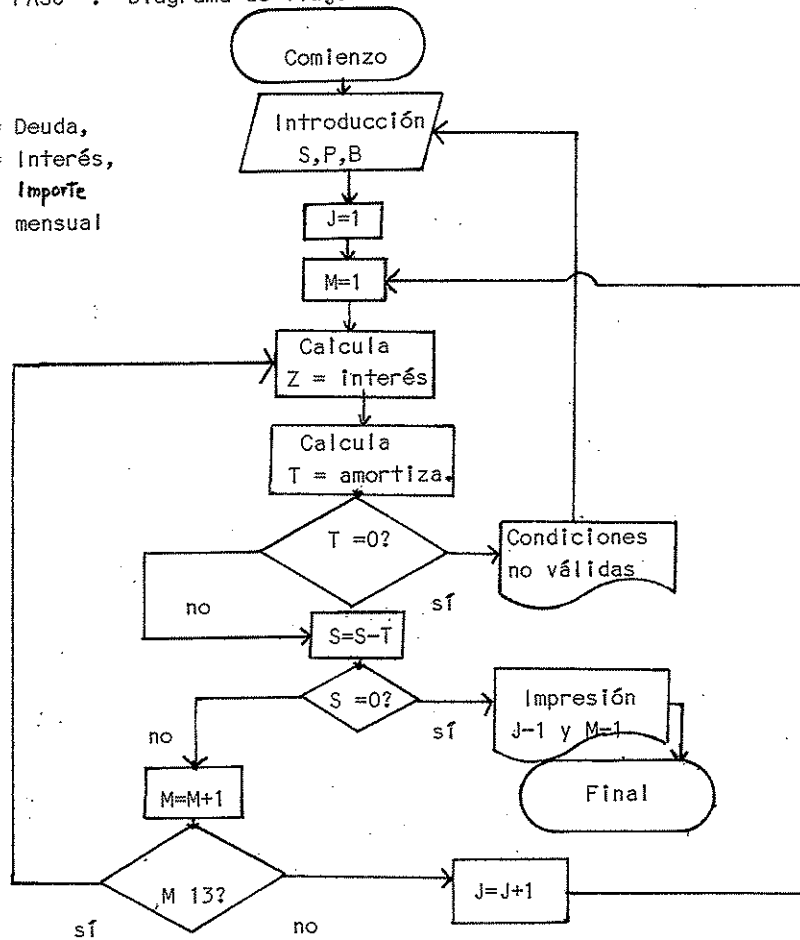 PASO : Diagrama de
Comienzo
= Deuda,
= Interés,
Importe
mensual
Introducción
S,P,B
J=1
M=1
Calcula
Z = interés
Calcula
T = amortiza.
T =0?
Condiciones
no válidas
no
sí
S=S-T
S =0?
Impresión
J-1 y M-1
no
sí
M=M+1
Final
M 13?
J=J+1
sí
no